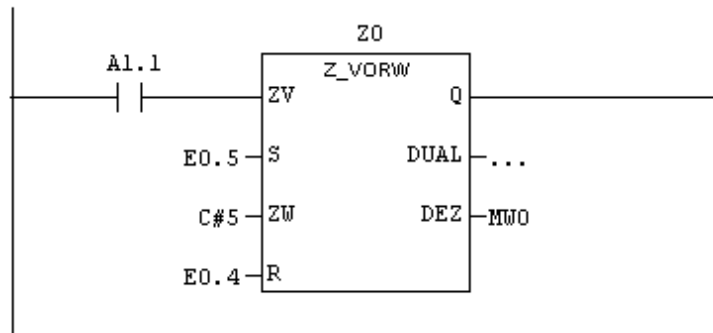 Z0
A1.1
Z_VORW
ZV Q
E0.5 S DUAL ...
C#5 ZW DEZ MW0
E0.4 R